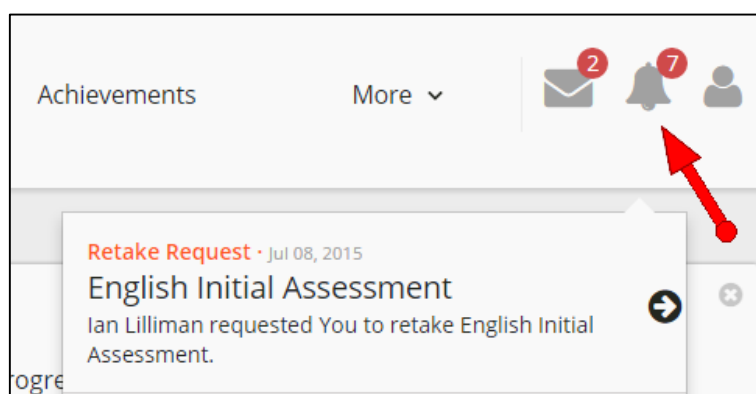 Achievements More 2 7
Retake Request · Jul 08, 2015
English Initial Assessment
Ian Lilliman requested You to retake English Initial
Assessment.
rogre